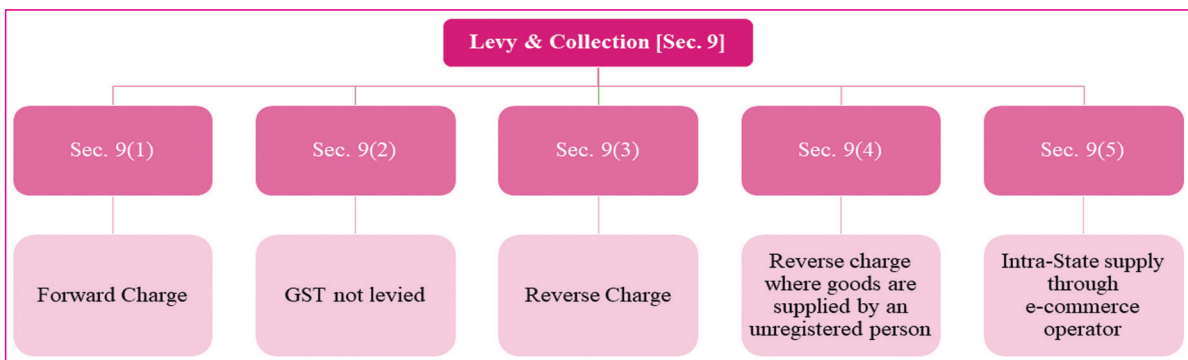 Levy & Collection [Sec. 9]
Sec. 9(1)
Sec. 9(2)
Sec. 9(3)
Sec. 9(4)
Sec. 9(5)
Forward Charge
GST not levied
Reverse Charge
Reverse charge
where goods are
supplied by an
unregistered person
Intra-State supply
through
e-commerce
operator